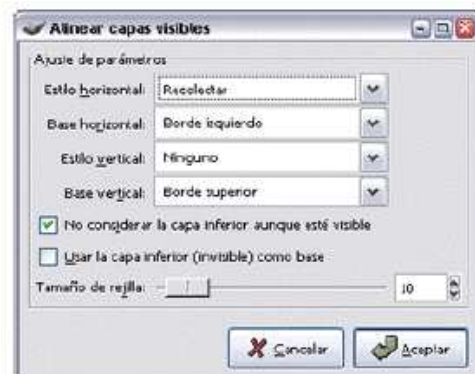 Alinear capas visibles
Ajuste de parámetros
Estilo horizontal: Recolectar
Base horizontal: Borde izquierdo
Estilo vertical: Ninguno
Base vertical: Borde superior
No considerar la capa inferior aunque esté visible
Usar la capa inferior (invisible) como base
Tamaño de rejilla: 10
Cancelar Aceptar